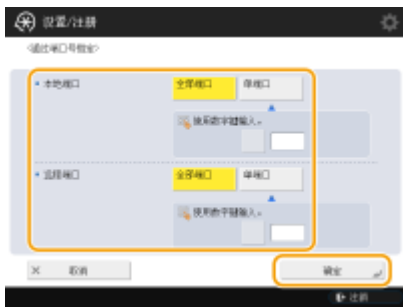 设置/注册
<通过端口号指定>
本地端口
全部端口
单端口
使用数字键输入。
远程端口
全部端口
单端口
使用数字键输入。
取消
确定
注销